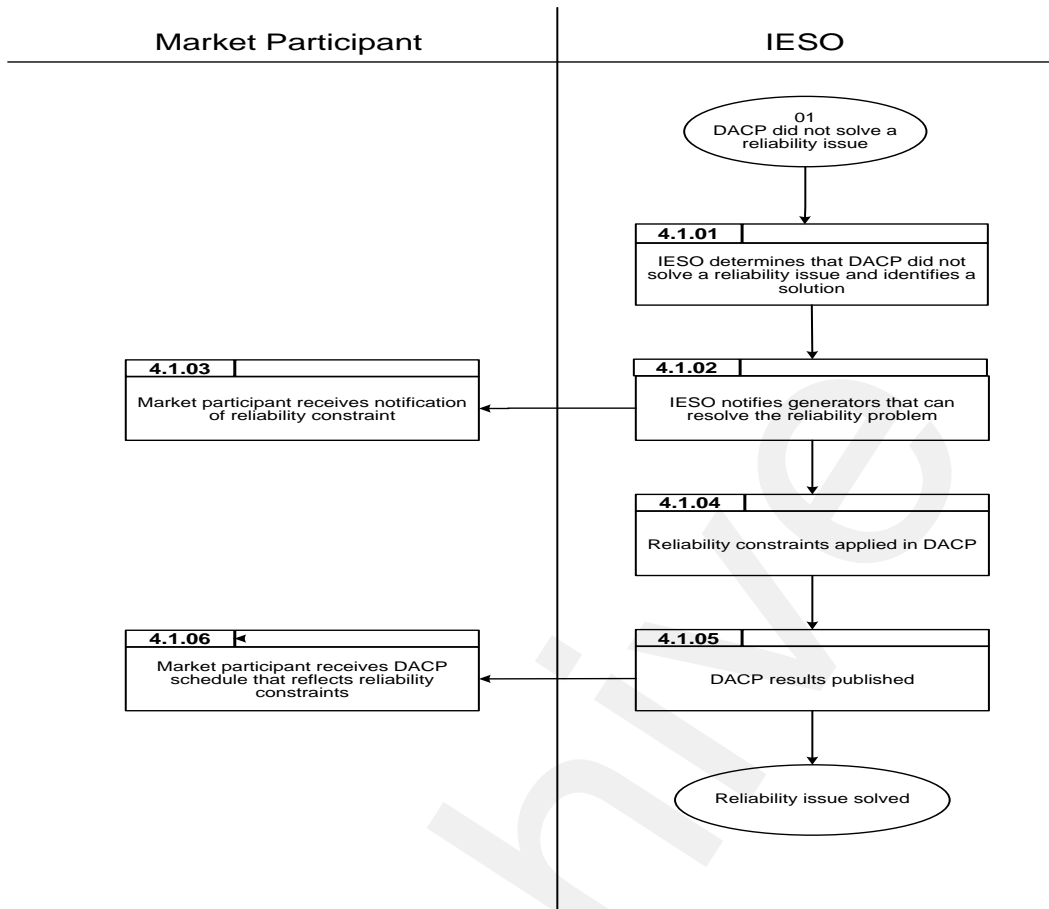 Market Participant
IESO
01
DACP did not solve a
reliability issue
4.1.01
IESO determines that DACP did not
solve a reliability issue and identifies a
solution
4.1.03
Market participant receives notification
of reliability constraint
4.1.02
IESO notifies generators that can
resolve the reliability problem
4.1.04
Reliability constraints applied in DACP
4.1.06
Market participant receives DACP
schedule that reflects reliability
constraints
4.1.05
DACP results published
Reliability issue solved
hive